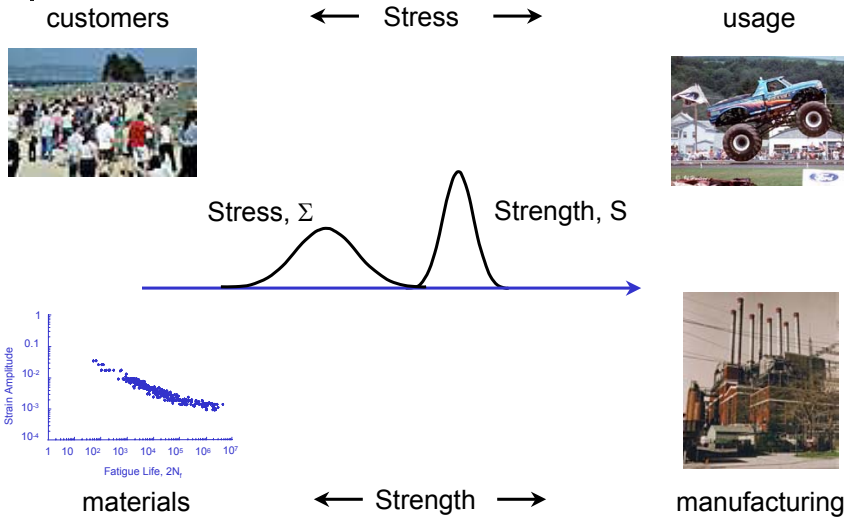 customers
Stress
usage
Ford
Stress, Σ
Strength, S
1
0.1
10-2
10-3
10-4
Strain Amplitude
1 10 10² 10³ 10⁴ 10⁵ 10⁶ 10⁷
Fatigue Life, 2Nf
materials
Strength
manufacturing